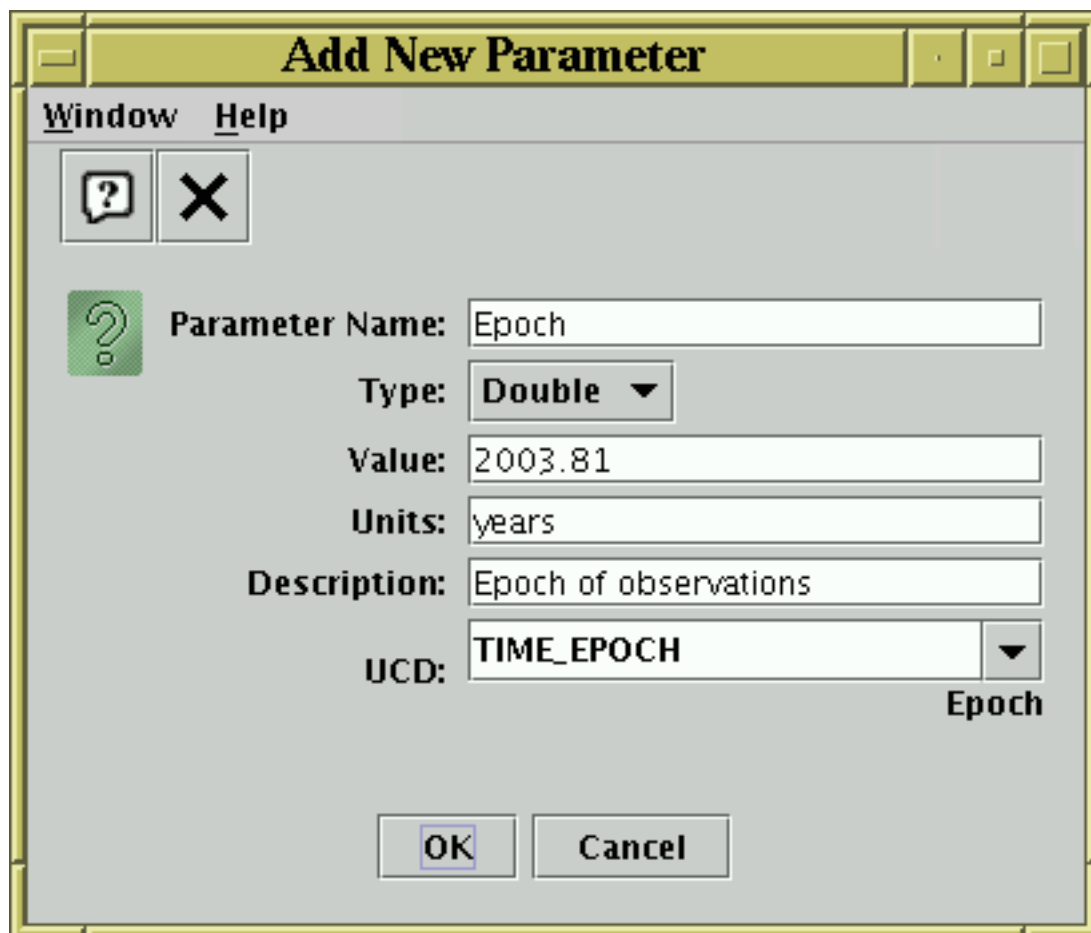 Add New Parameter
Window Help
?
Parameter Name: Epoch
Type: Double
Value: 2003.81
Units: years
Description: Epoch of observations
UCD: TIME_EPOCH
Epoch
OK Cancel